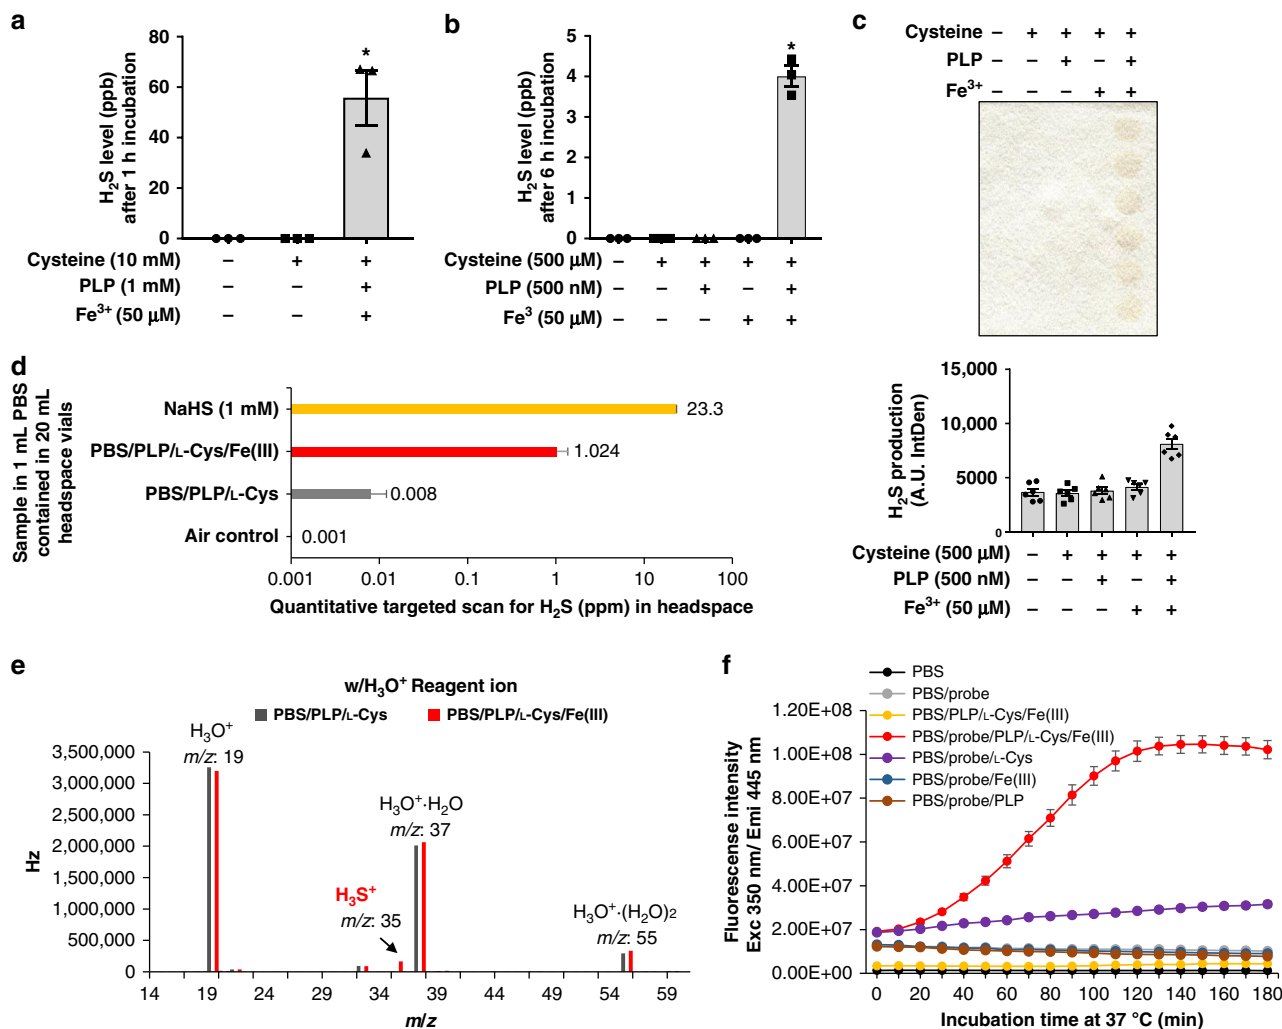 a
H2S level (ppb)
after 1 h incubation
80
60
40
20
0
*
Cysteine (10 mM) – + +
PLP (1 mM) – – +
Fe3+ (50 μM) – – +
b
H2S level (ppb)
after 6 h incubation
5
4
3
2
1
0
*
Cysteine (500 μM) – + + + +
PLP (500 nM) – – + – +
Fe3 (50 μM) – – – + +
c
Cysteine – + + + +
PLP – – + – +
Fe3+ – – – + +
H2S production
(A.U. IntDen)
15,000
10,000
5000
0
Cysteine (500 μM) – + + + +
PLP (500 nM) – – + – +
Fe3+ (50 μM) – – – + +
d
Sample in 1 mL PBS
contained in 20 mL
headspace vials
NaHS (1 mM) 23.3
PBS/PLP/L-Cys/Fe(III) 1.024
PBS/PLP/L-Cys 0.008
Air control 0.001
0.001 0.01 0.1 1 10 100
Quantitative targeted scan for H2S (ppm) in headspace
e
w/H3O+ Reagent ion
PBS/PLP/L-Cys PBS/PLP/L-Cys/Fe(III)
Hz
3,500,000
3,000,000
2,500,000
2,000,000
1,500,000
1,000,000
500,000
0
H3O+
m/z: 19
H3O+·H2O
m/z: 37
H3S+
m/z: 35
H3O+·(H2O)2
m/z: 55
14 19 24 29 34 39 44 49 54 59
m/z
f
PBS
PBS/probe
PBS/PLP/L-Cys/Fe(III)
PBS/probe/PLP/L-Cys/Fe(III)
PBS/probe/L-Cys
PBS/probe/Fe(III)
PBS/probe/PLP
Fluorescense intensity
Exc 350 nm/ Emi 445 nm
1.20E+08
1.00E+08
8.00E+07
6.00E+07
4.00E+07
2.00E+07
0.00E+00
0 20 40 60 80 100 120 140 160 180
Incubation time at 37 °C (min)